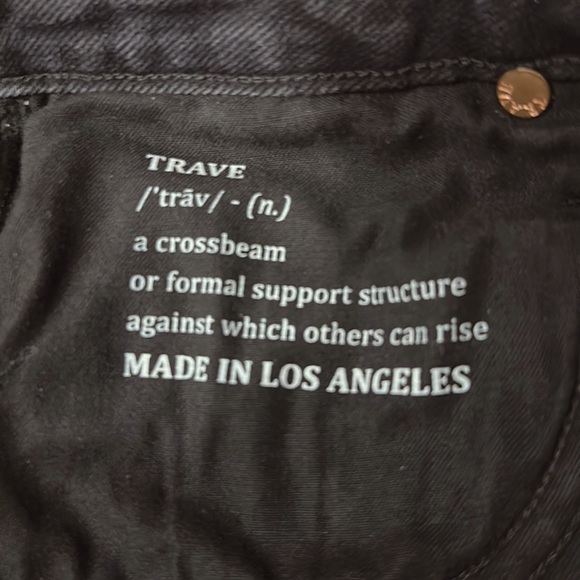 TRAVE
/'trāv/ - (n.)
a crossbeam
or formal support structure
against which others can rise
MADE IN LOS ANGELES